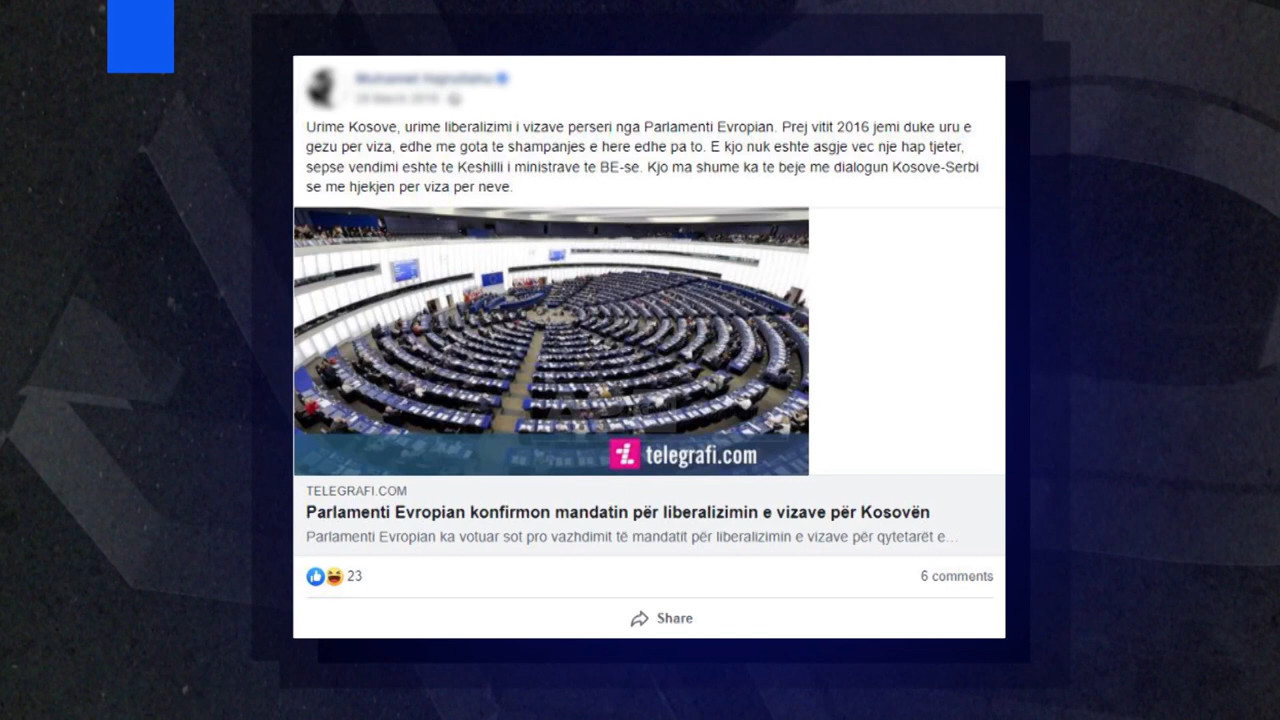 Urime Kosove, urime liberalizimi i vizave perseri nga Parlamenti Evropian. Prej vitit 2016 jemi duke uru e
gezu per viza, edhe me gota te shampanjes e here edhe pa to. E kjo nuk eshte asgje vec nje hap tjeter,
sepse vendimi eshte te Keshilli i ministrave te BE-se. Kjo ma shume ka te beje me dialogun Kosove-Serbi
se me hjekjen per viza per neve.
telegrafi.com
TELEGRAFI.COM
Parlamenti Evropian konfirmon mandatin për liberalizimin e vizave për Kosovën
Parlamenti Evropian ka votuar sot pro vazhdimit të mandatit për liberalizimin e vizave për qytetarët e...
23
6 comments
Share